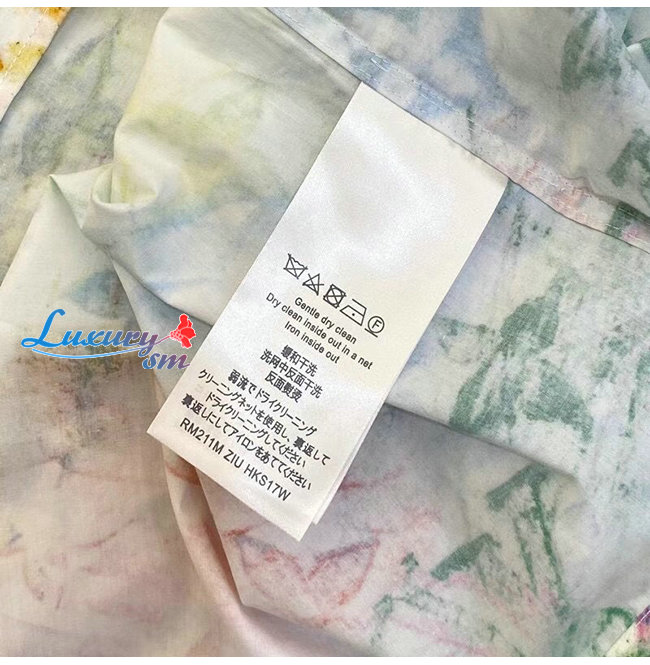 Gentle dry clean
Dry clean inside out in a net
Iron inside out
缓和干洗
洗网中反面干洗
反面製烫
弱流でドライクリーニング
クリーニングネットを使用し、裏返して
ドライクリーニングしてください
裏返しにしてアイロンをあててください
RM211M ZIU HKS17W
Luxury
sm
F